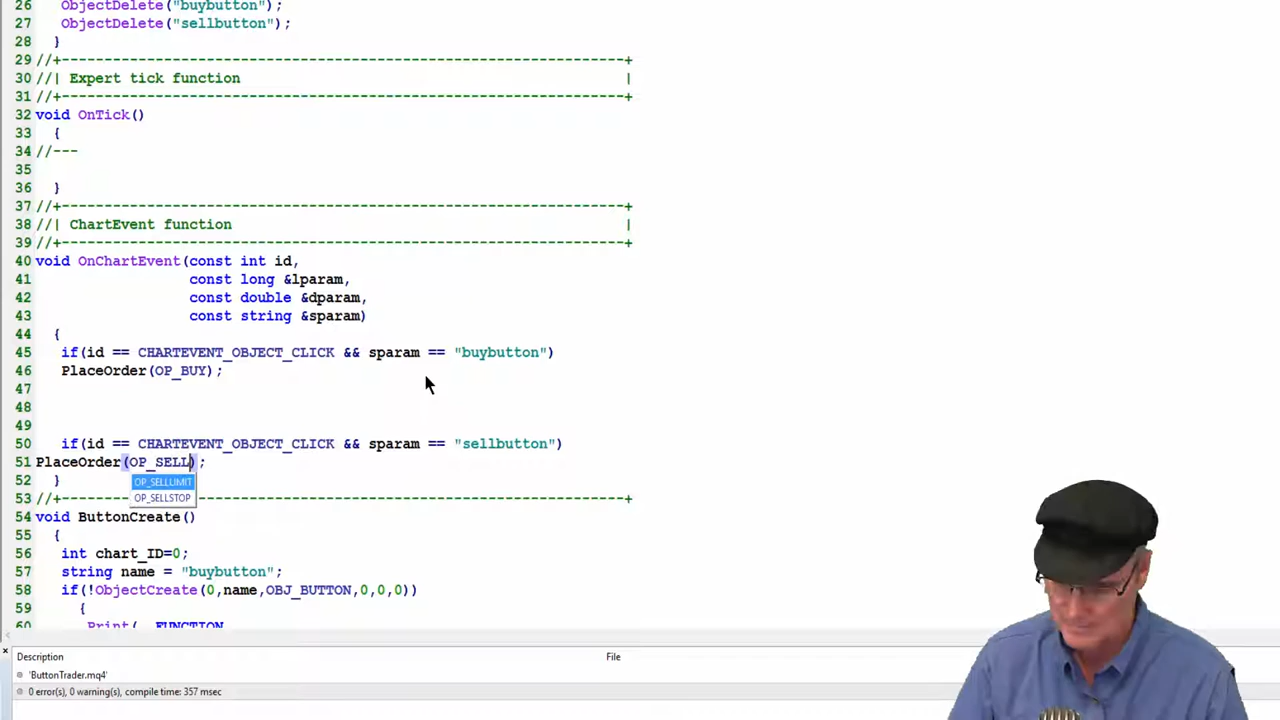 26 ObjectDelete("buybutton");
27 ObjectDelete("sellbutton");
28 }
29 //+------------------------------------------------------------------+
30 //| Expert tick function |
31 //+------------------------------------------------------------------+
32 void OnTick()
33 {
34 //---
35
36 }
37 //+------------------------------------------------------------------+
38 //| ChartEvent function |
39 //+------------------------------------------------------------------+
40 void OnChartEvent(const int id,
41 const long &lparam,
42 const double &dparam,
43 const string &sparam)
44 {
45 if(id == CHARTEVENT_OBJECT_CLICK && sparam == "buybutton")
46 PlaceOrder(OP_BUY);
47
48
49
50 if(id == CHARTEVENT_OBJECT_CLICK && sparam == "sellbutton")
51 PlaceOrder(OP_SELL);
52 }
OP_SELLLIMIT
OP_SELLSTOP
53 //+------------------------------------------------------------------+
54 void ButtonCreate()
55 {
56 int chart_ID=0;
57 string name = "buybutton";
58 if(!ObjectCreate(0,name,OBJ_BUTTON,0,0,0))
59 {
60 Print(__FUNCTION__
Description File
'ButtonTrader.mq4'
0 error(s), 0 warning(s), compile time: 357 msec